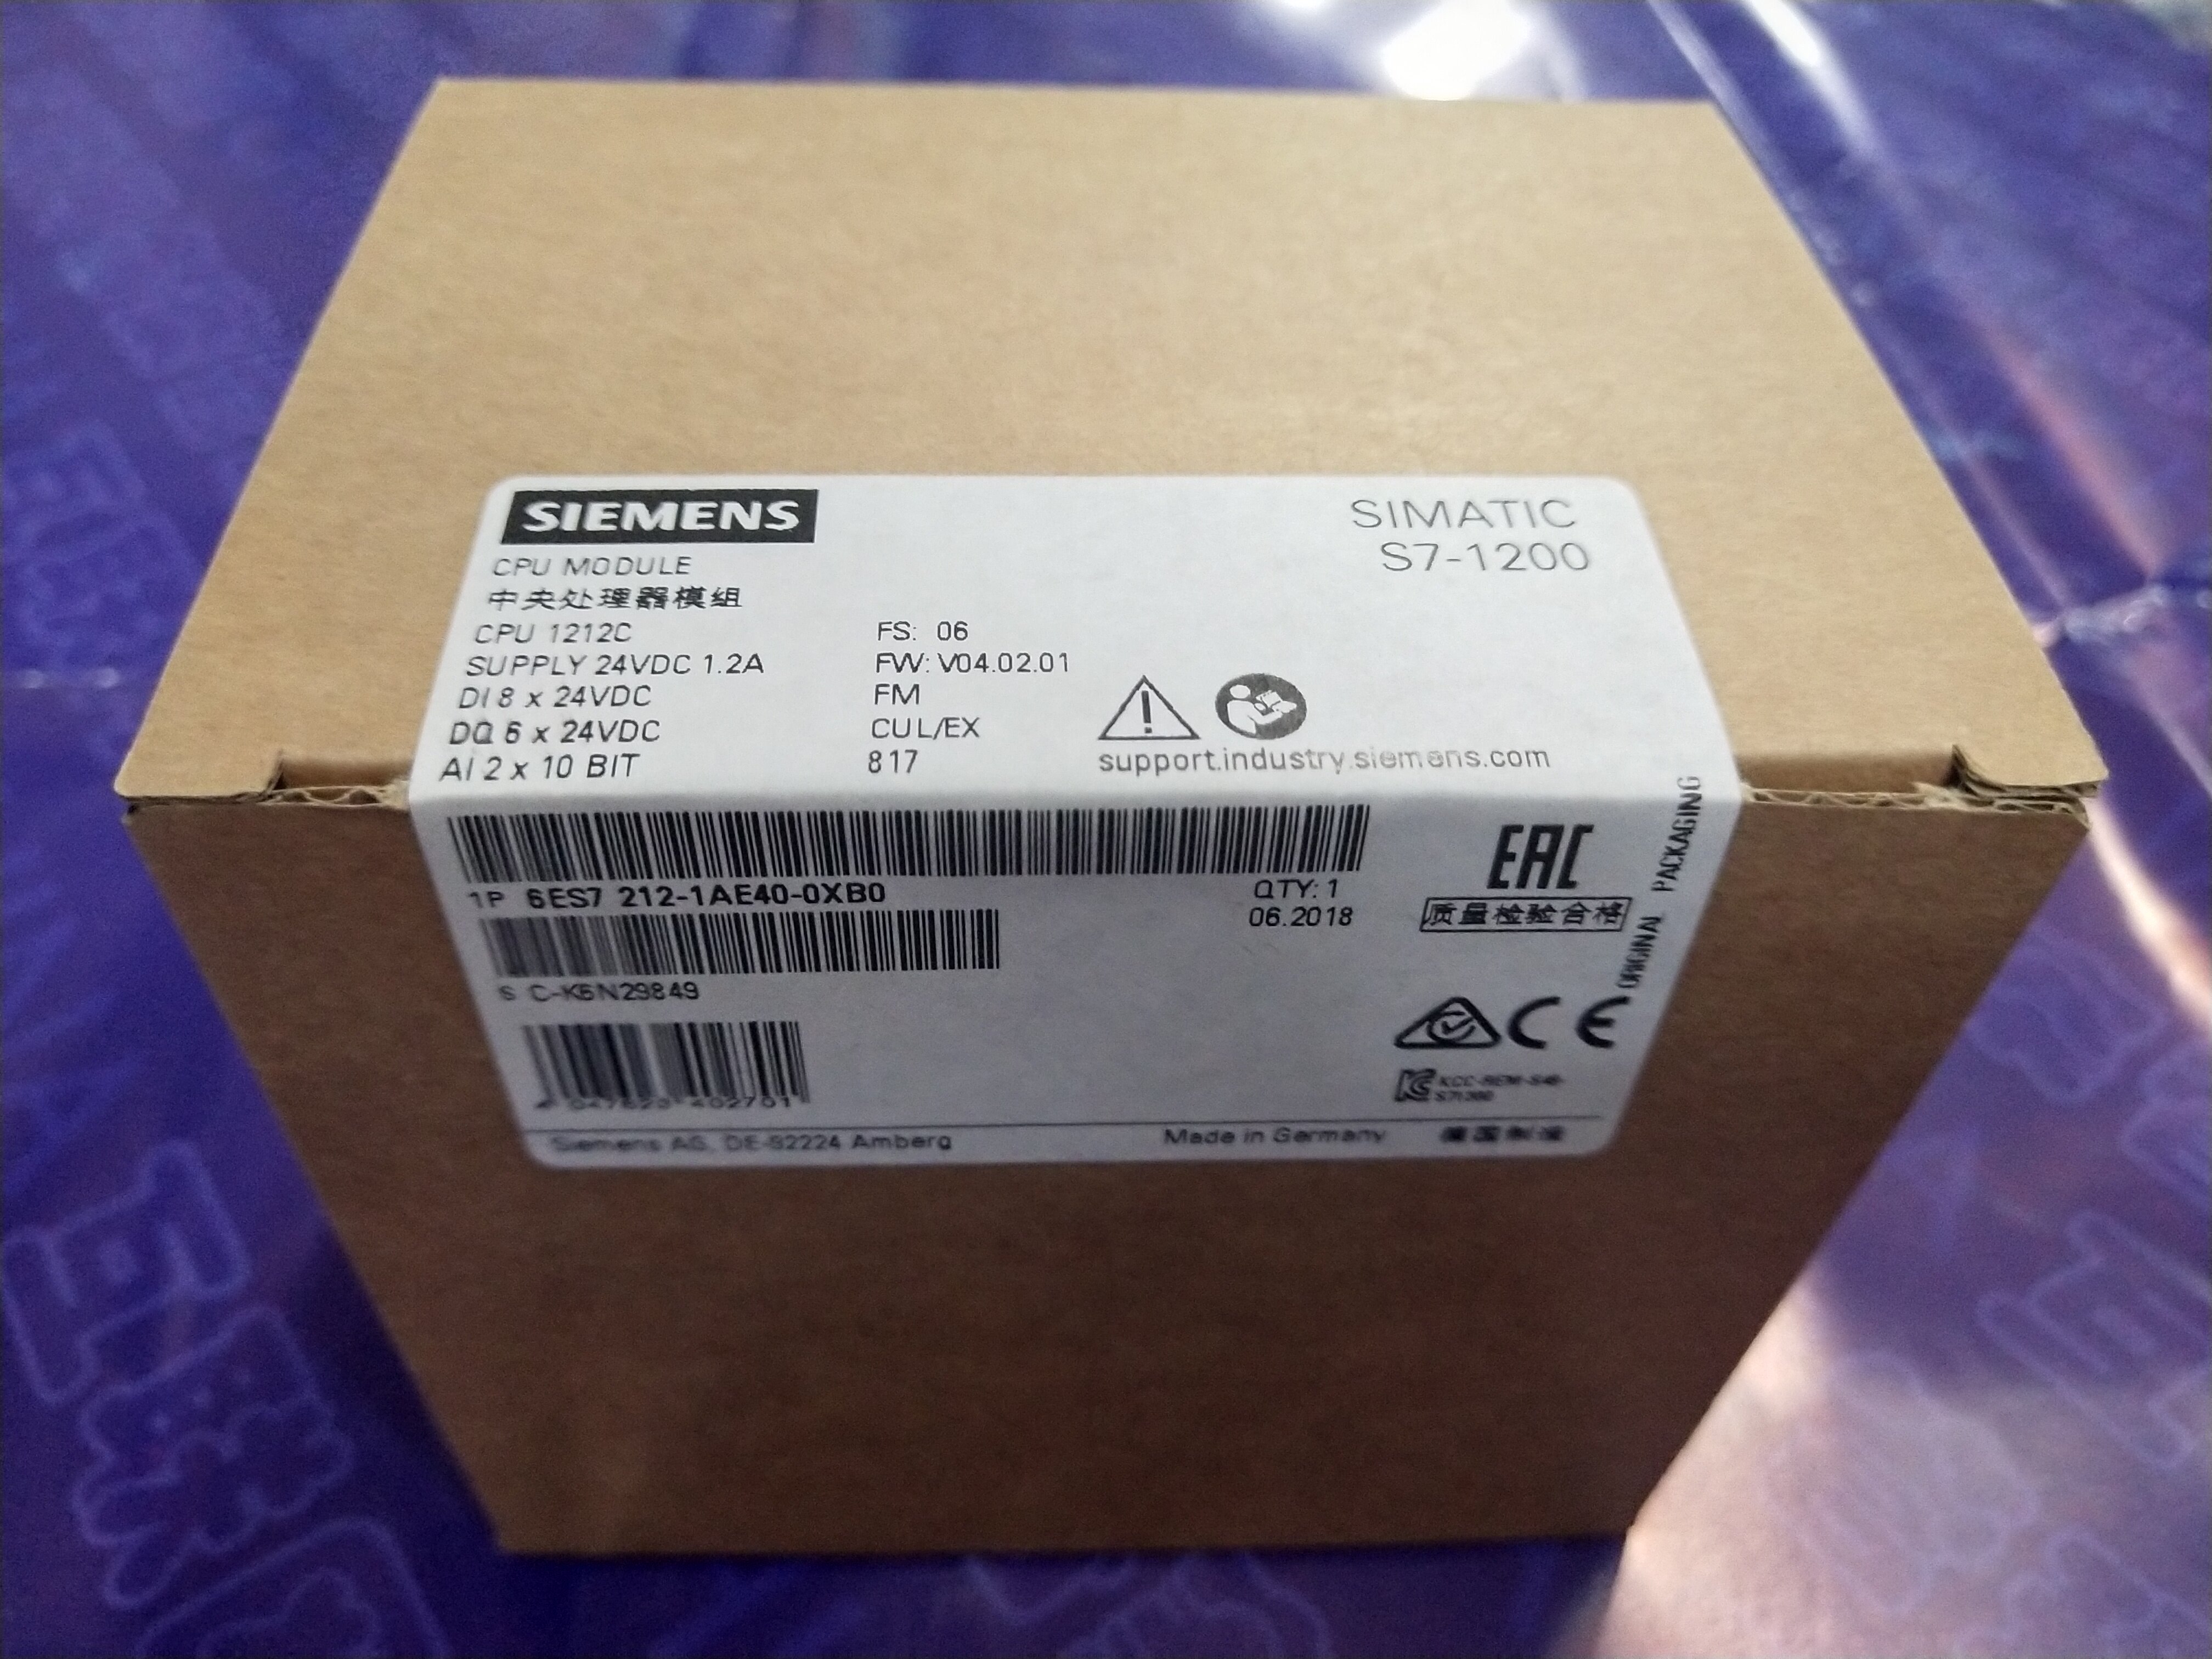 SIEMENS
SIMATIC
S7-1200
CPU MODULE
中央处理器模组
CPU 1212C
SUPPLY 24VDC 1.2A
DI 8 x 24VDC
DQ 6 x 24VDC
AI 2 x 10 BIT
FS: 06
FW: V04.02.01
FM
CUL/EX
817
support.industry.siemens.com
1P 6ES7 212-1AE40-0XB0
QTY: 1
06.2018
EAC
质量检验合格
ORIGINAL PACKAGING
S C-K5N29849
CE
Siemens AG, DE-92224 Amberg
Made in Germany
德国制造